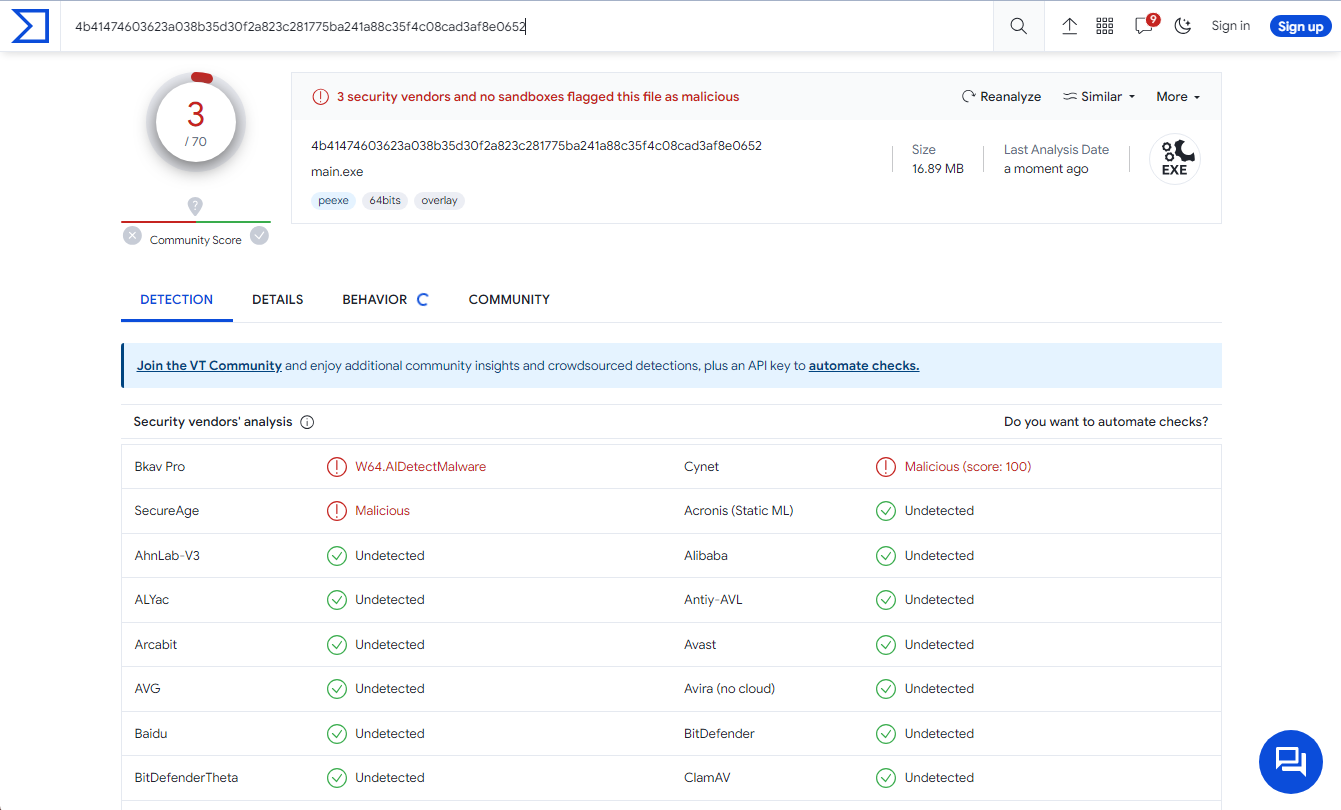 4b41474603623a038b35d30f2a823c281775ba241a88c35f4c08cad3af8e0652
9
Sign in
Sign up
3
/ 70
3 security vendors and no sandboxes flagged this file as malicious
Reanalyze
Similar
More
4b41474603623a038b35d30f2a823c281775ba241a88c35f4c08cad3af8e0652
main.exe
Size
16.89 MB
Last Analysis Date
a moment ago
EXE
peexe
64bits
overlay
?
Community Score
DETECTION
DETAILS
BEHAVIOR
COMMUNITY
Join the VT Community and enjoy additional community insights and crowdsourced detections, plus an API key to automate checks.
Security vendors' analysis
Do you want to automate checks?
Bkav Pro
W64.AIDetectMalware
Cynet
Malicious (score: 100)
SecureAge
Malicious
Acronis (Static ML)
Undetected
AhnLab-V3
Undetected
Alibaba
Undetected
ALYac
Undetected
Antiy-AVL
Undetected
Arcabit
Undetected
Avast
Undetected
AVG
Undetected
Avira (no cloud)
Undetected
Baidu
Undetected
BitDefender
Undetected
BitDefenderTheta
Undetected
ClamAV
Undetected